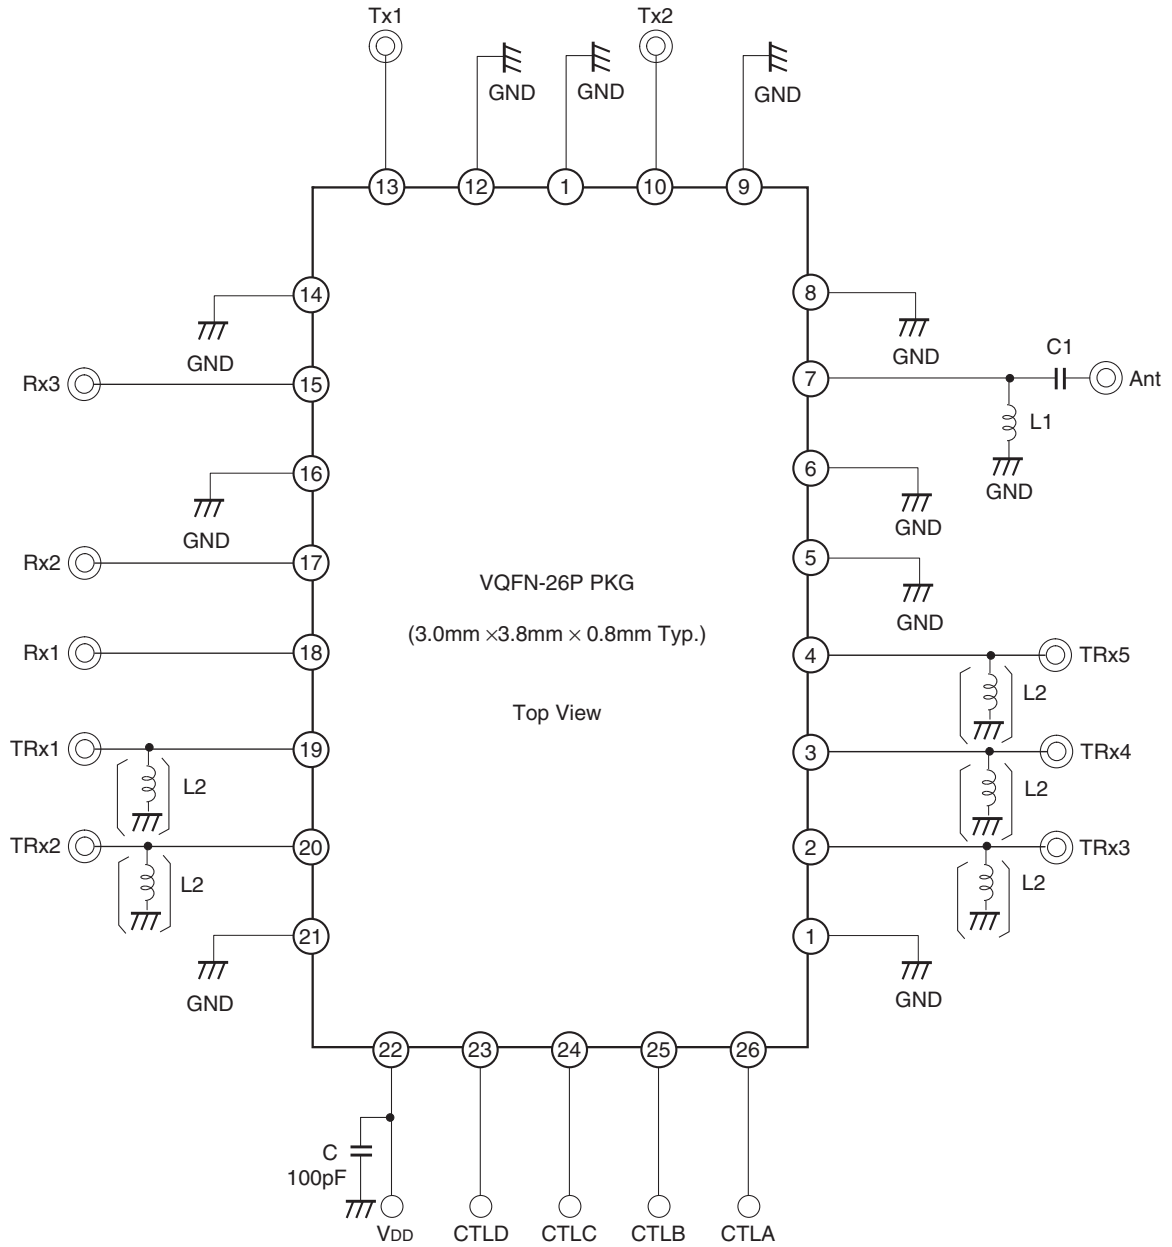 Tx1
Tx2
GND
GND
GND
13
12
1
10
9
14
GND
8
GND
C1
Rx3
15
7
Ant
L1
GND
16
GND
6
GND
Rx2
17
5
GND
VQFN-26P PKG
(3.0mm ×3.8mm × 0.8mm Typ.)
Top View
Rx1
18
4
TRx5
L2
TRx1
19
3
TRx4
L2
L2
TRx2
20
2
TRx3
L2
L2
21
GND
1
GND
22
23
24
25
26
C
100pF
VDD
CTLD
CTLC
CTLB
CTLA